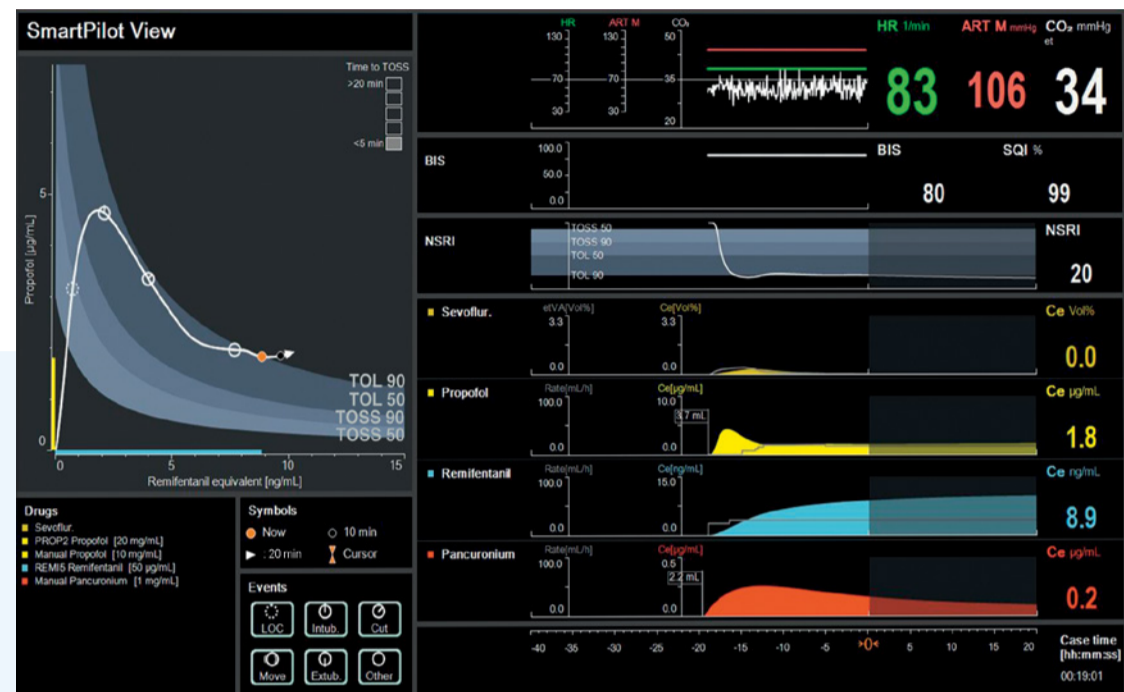 SmartPilot View
Time to TOSS
>20 min
<5 min
Propofol [µg/mL]
5
0
TOL 90
TOL 50
TOSS 90
TOSS 50
0 5 10 15
Remifentanil equivalent [ng/mL]
Drugs
Sevoflur.
PROP2 Propofol [20 mg/mL]
Manual Propofol [10 mg/mL]
REMI5 Remifentanil [50 µg/mL]
Manual Pancuronium [1 mg/mL]
Symbols
Now
10 min
: 20 min
Cursor
Events
LOC
Intub.
Cut
Move
Extub.
Other
HR ART M CO₂
130 130 50
70 70 35
30 30 20
HR 1/min
83
ART M mmHg
106
CO₂ mmHg
et
34
BIS
100.0
50.0
0.0
BIS
80
SQI %
99
NSRI
TOSS 50
TOSS 90
TOL 50
TOL 90
NSRI
20
Sevoflur.
etVA[Vol%] Ce[Vol%]
3.3 3.3
0.0 0.0
Ce Vol%
0.0
Propofol
Rate[mL/h] Ce[µg/mL]
100.0 10.0
3.7 mL
0.0 0.0
Ce µg/mL
1.8
Remifentanil
Rate[mL/h] Ce[ng/mL]
100.0 15.0
0.0 0.0
Ce ng/mL
8.9
Pancuronium
Rate[mL/h] Ce[µg/mL]
100.0 0.5
2.2 mL
0.0 0.0
Ce µg/mL
0.2
-40 -35 -30 -25 -20 -15 -10 -5 >0< 5 10 15 20
Case time
[hh:mm:ss]
00:19:01